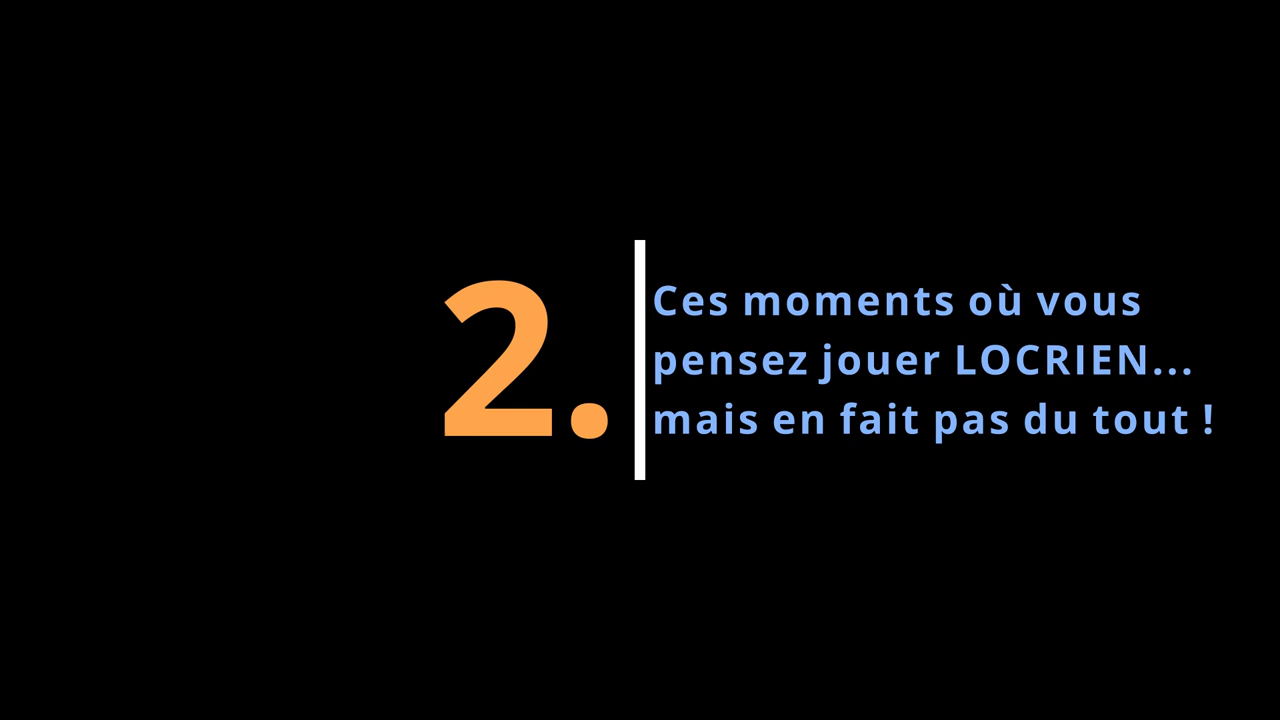 2.
Ces moments où vous
pensez jouer LOCRIEN...
mais en fait pas du tout !